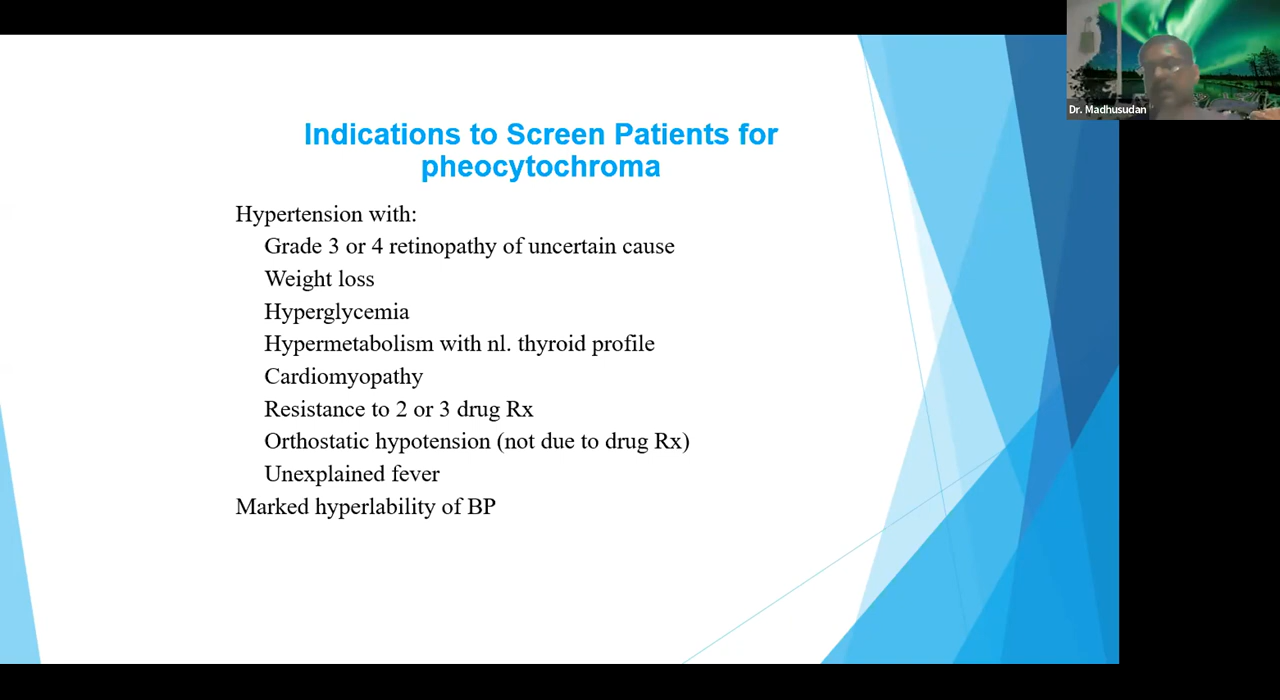 Dr. Madhusudan
Indications to Screen Patients for
pheocytochroma
Hypertension with:
Grade 3 or 4 retinopathy of uncertain cause
Weight loss
Hyperglycemia
Hypermetabolism with nl. thyroid profile
Cardiomyopathy
Resistance to 2 or 3 drug Rx
Orthostatic hypotension (not due to drug Rx)
Unexplained fever
Marked hyperlability of BP